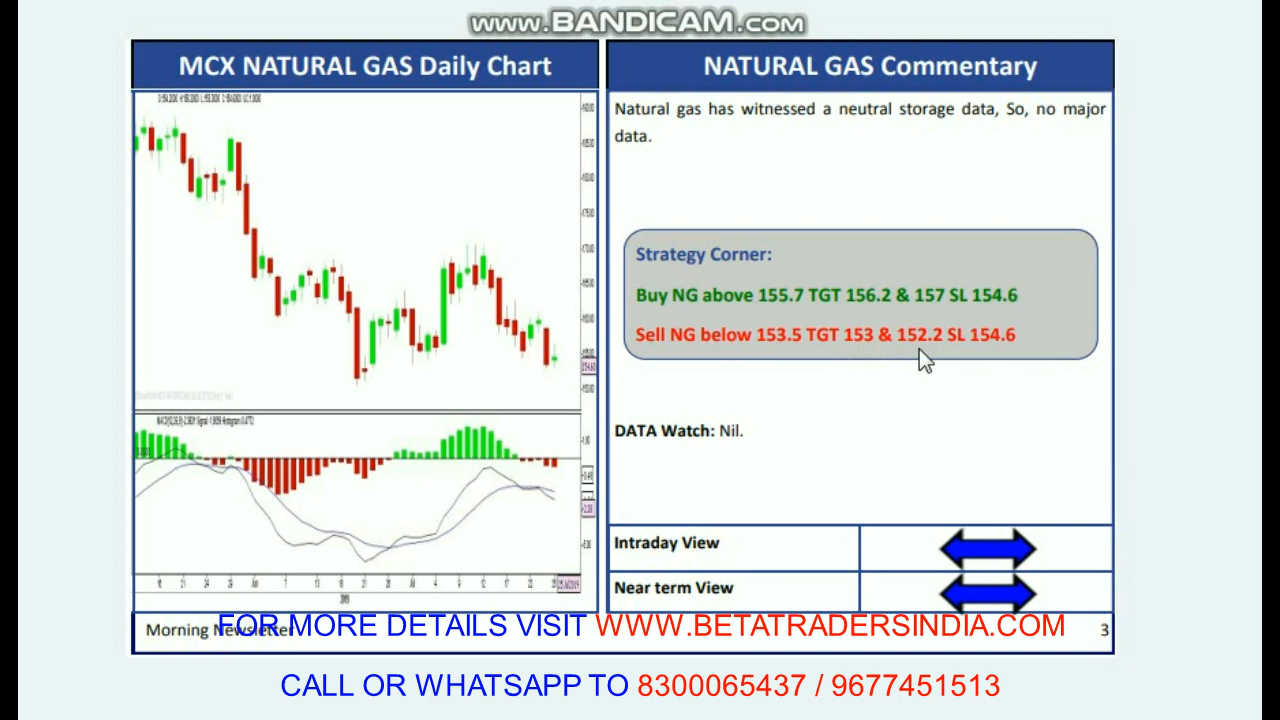 www.BANDICAM.com
MCX NATURAL GAS Daily Chart
NATURAL GAS Commentary
Natural gas has witnessed a neutral storage data, So, no major
data.
Strategy Corner:
Buy NG above 155.7 TGT 156.2 & 157 SL 154.6
Sell NG below 153.5 TGT 153 & 152.2 SL 154.6
DATA Watch: Nil.
Intraday View
Near term View
Morning Newsletter
3
FOR MORE DETAILS VISIT WWW.BETATRADERSINDIA.COM
CALL OR WHATSAPP TO 8300065437 / 9677451513